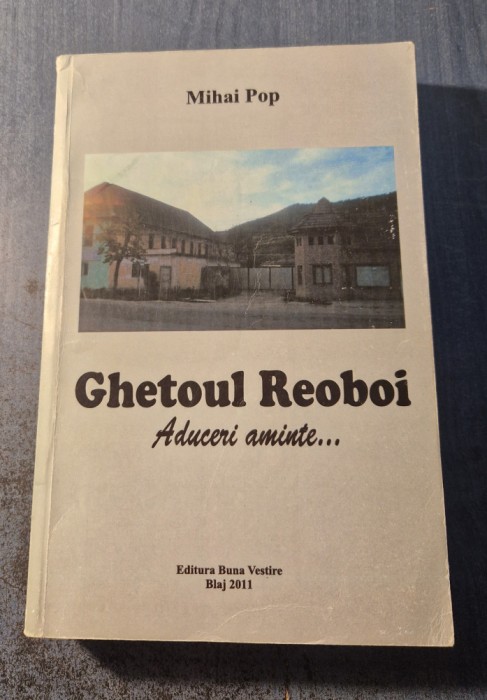 Mihai Pop
Ghetoul Reoboi
Aduceri aminte...
Editura Buna Vestire
Blaj 2011